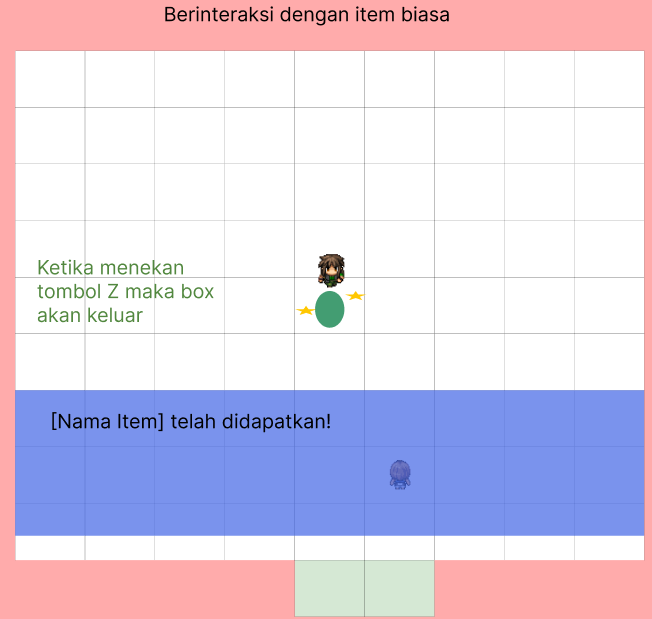 Berinteraksi dengan item biasa
Ketika menekan
tombol Z maka box
akan keluar
[Nama Item] telah didapatkan!